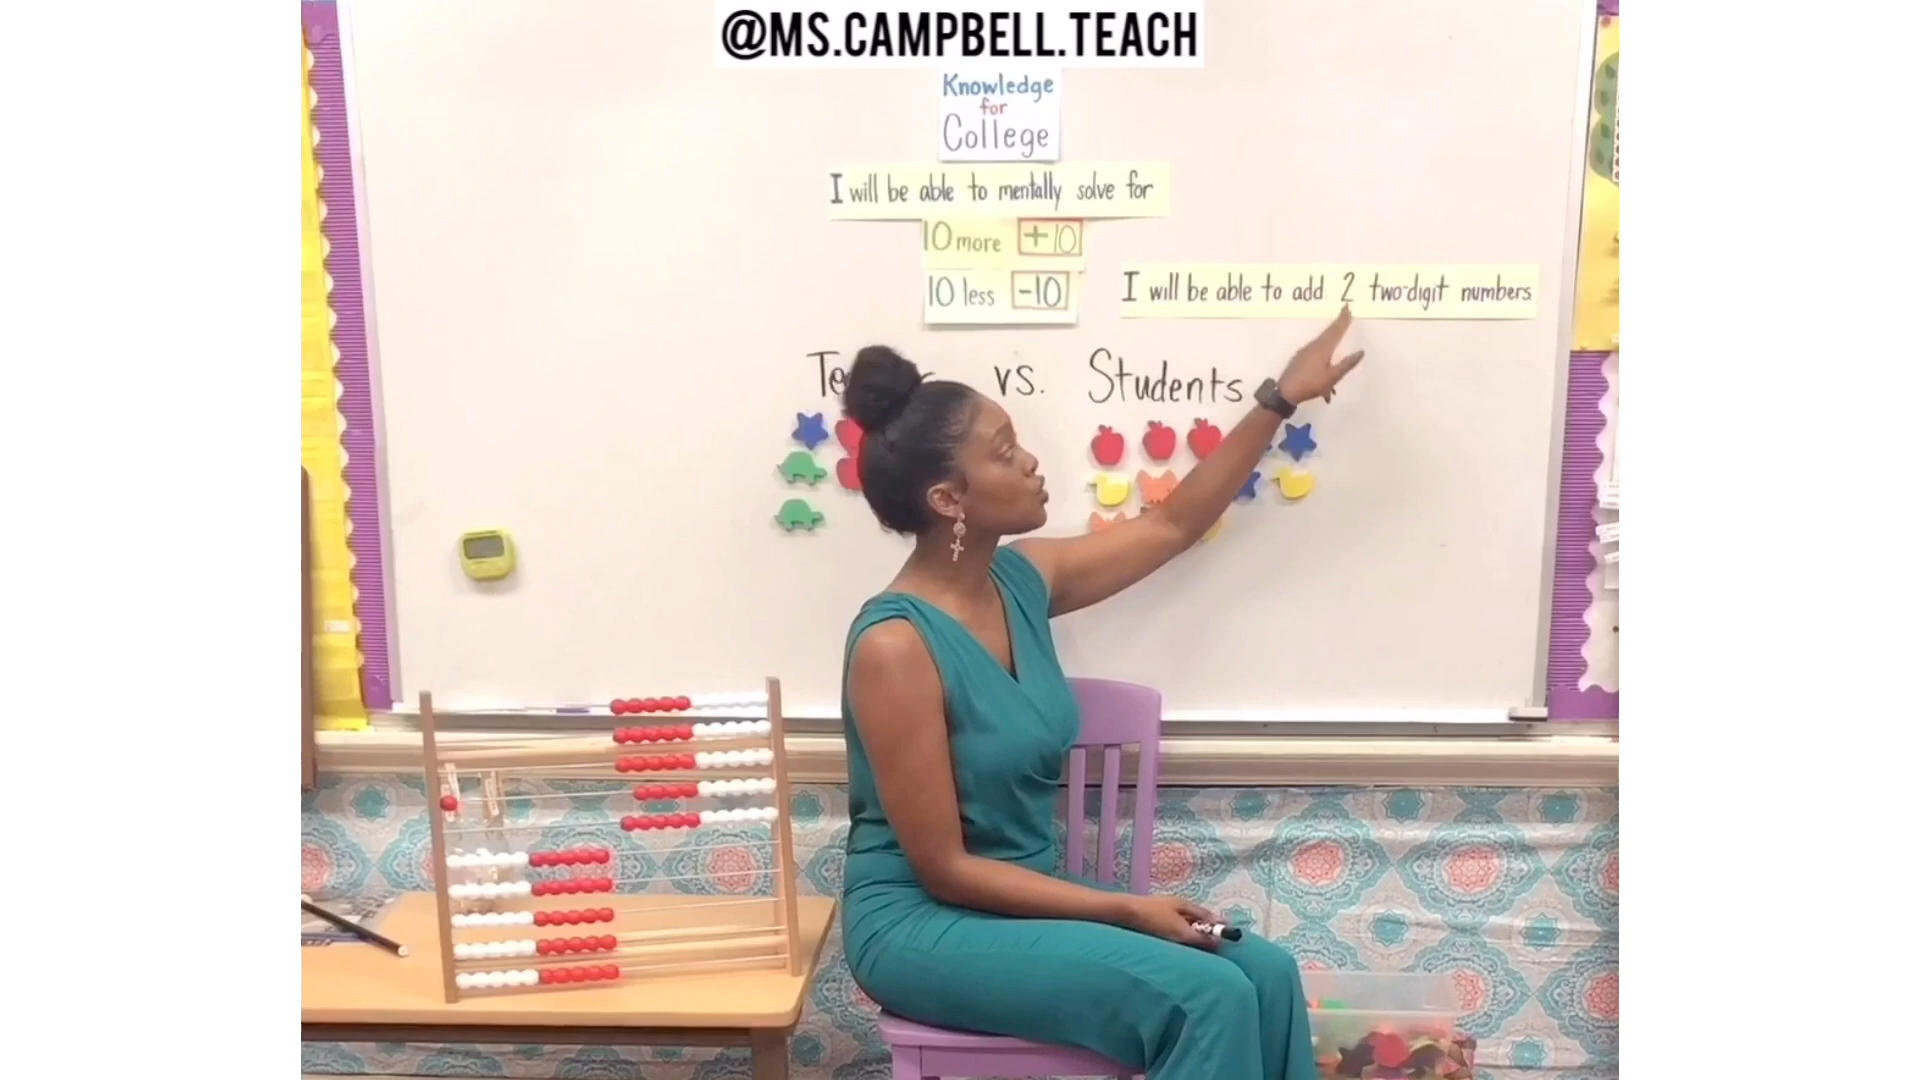 @MS.CAMPBELL.TEACH
Knowledge
for
College
I will be able to mentally solve for
10 more +10
10 less -10
I will be able to add 2 two-digit numbers
vs. Students